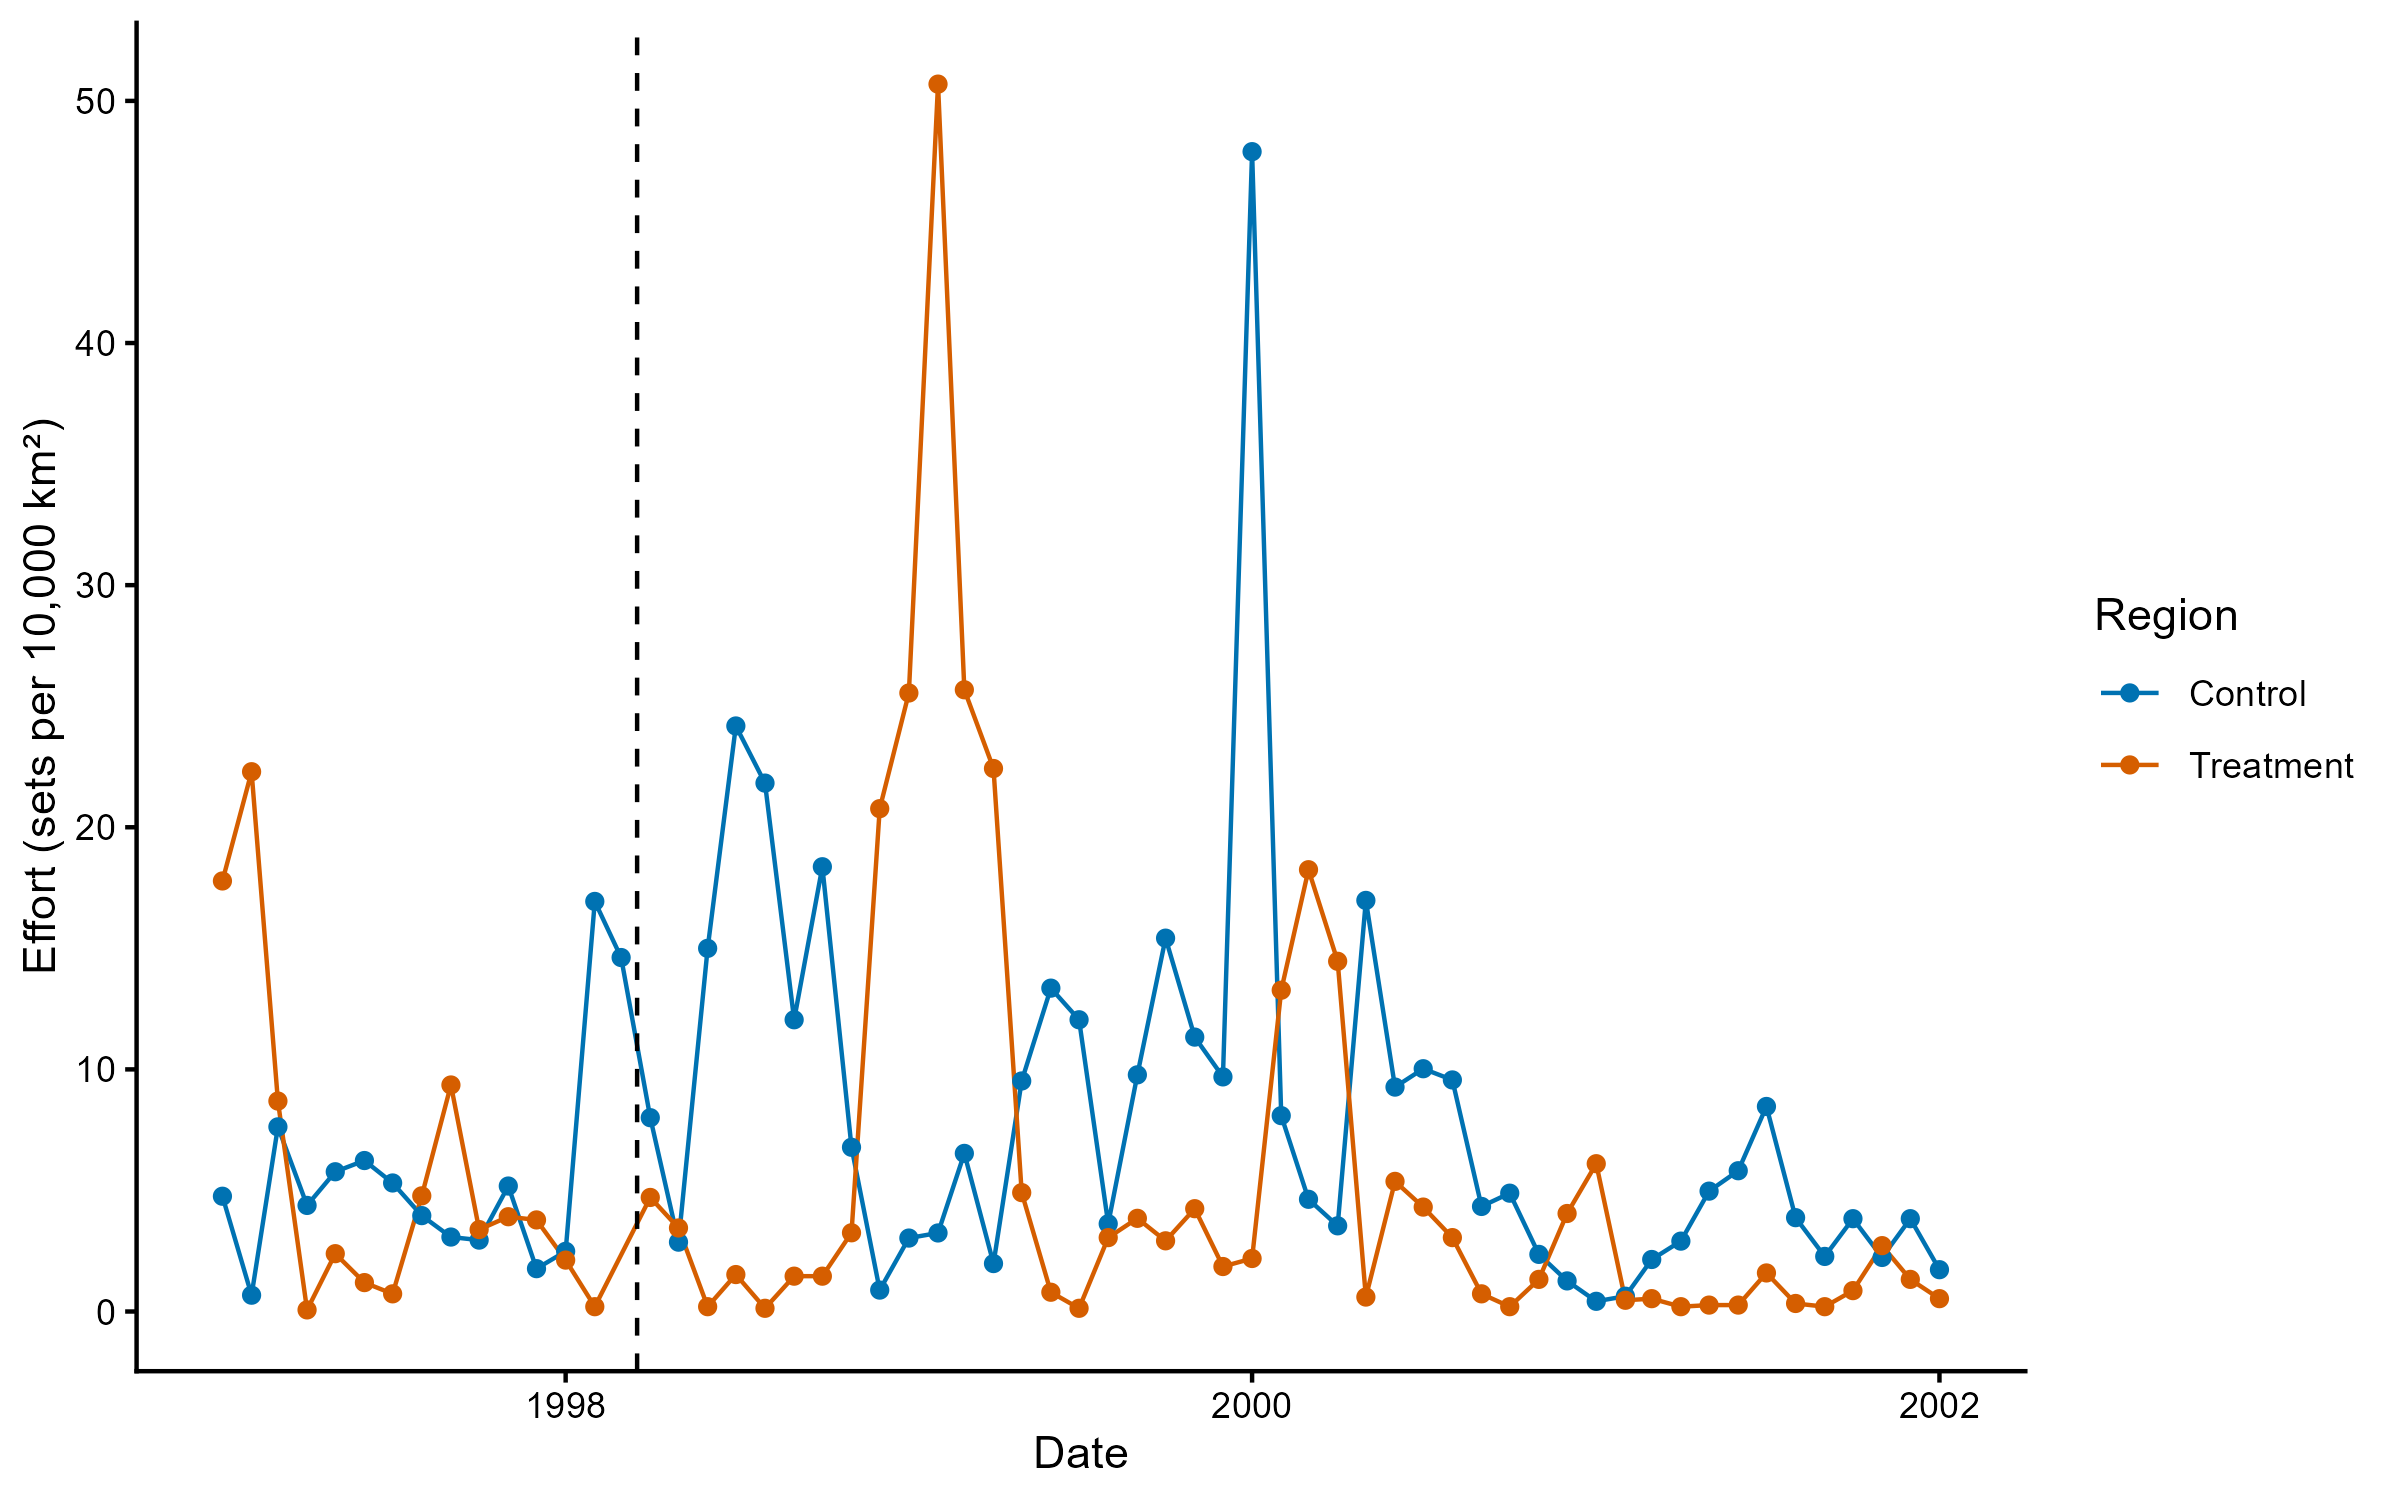 Effort (sets per 10,000 km²)
50
40
30
20
10
0
1998
2000
2002
Date
Region
Control
Treatment